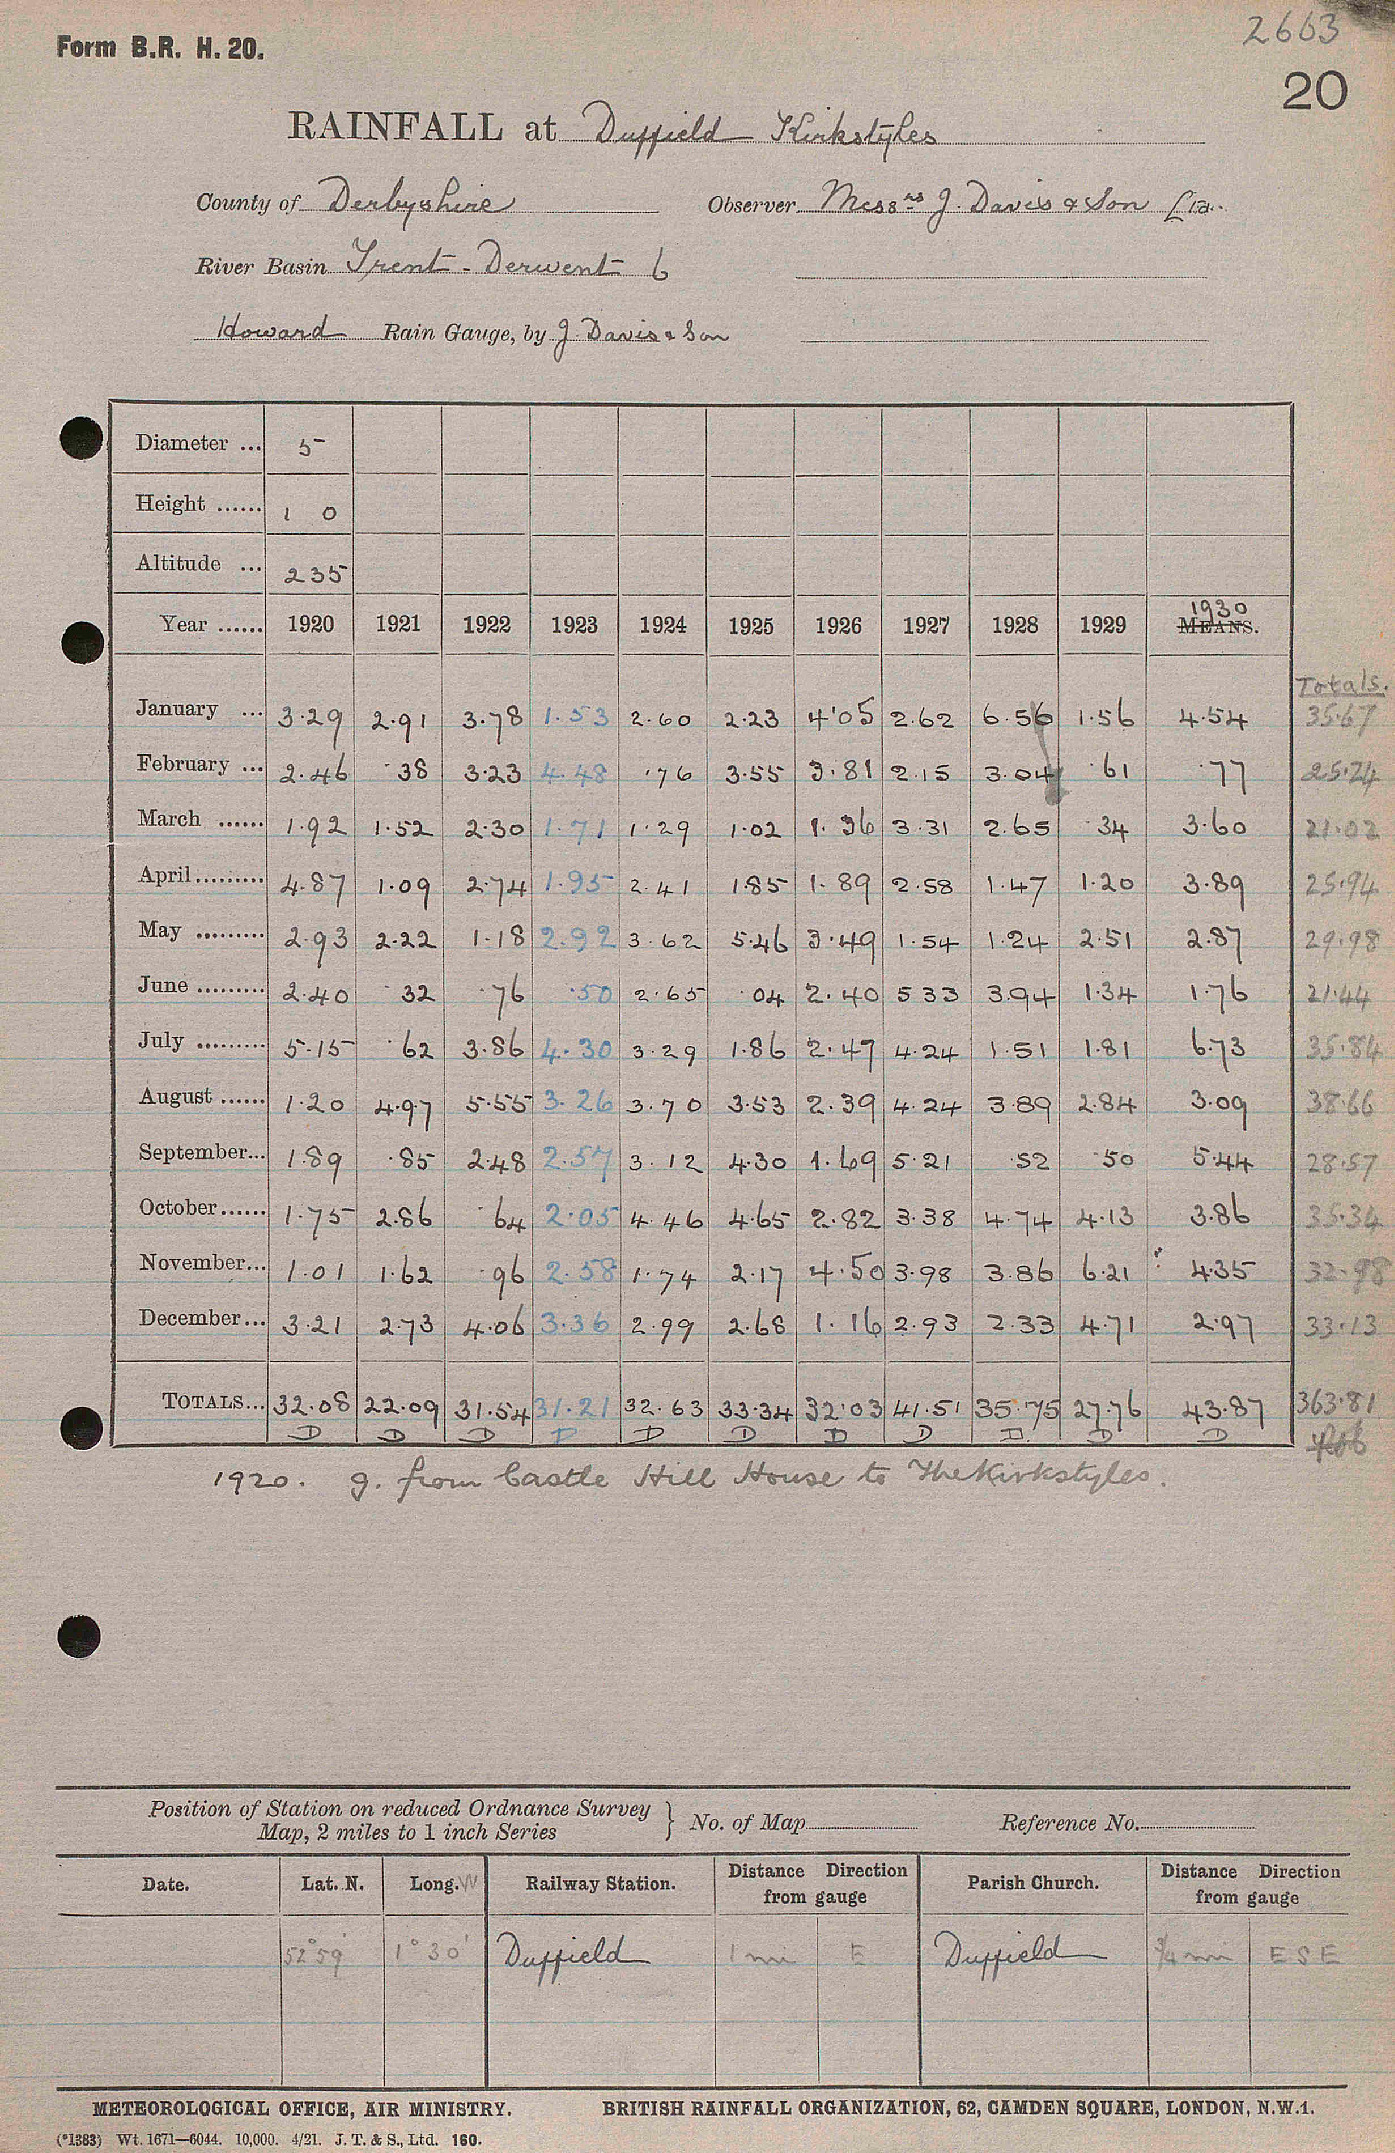 2663
Form B.R. H. 20.
20
RAINFALL at Duffield Kirkstyles
County of Derbyshire Observer Messrs J. Davis & Son Ltd.
River Basin Trent - Derwent 6
Howard Rain Gauge, by J. Davis & Son
Diameter ... 5
Height ...... 1 0
Altitude ... 235
Year ...... 1920 1921 1922 1923 1924 1925 1926 1927 1928 1929 1930 MEANS.
Totals.
January ... 3.29 2.91 3.78 1.53 2.60 2.23 4.05 2.62 6.56 1.56 4.54 35.67
February ... 2.46 .38 3.23 4.48 .76 3.55 3.81 2.15 3.04 .61 .77 25.24
March ...... 1.92 1.52 2.30 1.71 1.29 1.02 1.36 3.31 2.65 .34 3.60 21.02
April......... 4.87 1.09 2.74 1.95 2.41 1.85 1.89 2.58 1.47 1.20 3.89 25.94
May ......... 2.93 2.22 1.18 2.92 3.62 5.46 3.49 1.54 1.24 2.51 2.87 29.98
June ......... 2.40 .32 .76 .50 2.65 .04 2.40 5.33 3.94 1.34 1.76 21.44
July ......... 5.15 .62 3.86 4.30 3.29 1.86 2.47 4.24 1.51 1.81 6.73 35.84
August ...... 1.20 4.97 5.55 3.26 3.70 3.53 2.39 4.24 3.89 2.84 3.09 38.66
September... 1.89 .85 2.48 2.57 3.12 4.30 1.69 5.21 .52 .50 5.44 28.57
October...... 1.75 2.86 .64 2.05 4.46 4.65 2.82 3.38 4.74 4.13 3.86 35.34
November... 1.01 1.62 .96 2.58 1.74 2.17 4.50 3.98 3.86 6.21 4.35 32.98
December... 3.21 2.73 4.06 3.36 2.99 2.68 1.16 2.93 2.33 4.71 2.97 33.13
TOTALS... 32.08 22.09 31.54 31.21 32.63 33.34 32.03 41.51 35.75 27.76 43.87 363.81
D D D D D D D D D D D
1920. g. from Castle Hill House to The Kirkstyles.
Position of Station on reduced Ordnance Survey Map, 2 miles to 1 inch Series } No. of Map Reference No.
Date. Lat. N. Long. W Railway Station. Distance Direction from gauge Parish Church. Distance Direction from gauge
52°59' 1°30' Duffield 1 mi E Duffield ¾ mi ESE
METEOROLOGICAL OFFICE, AIR MINISTRY. BRITISH RAINFALL ORGANIZATION, 62, CAMDEN SQUARE, LONDON, N.W.1.
(*1383) Wt. 1671—6044. 10,000. 4/21. J. T. & S., Ltd. 160.